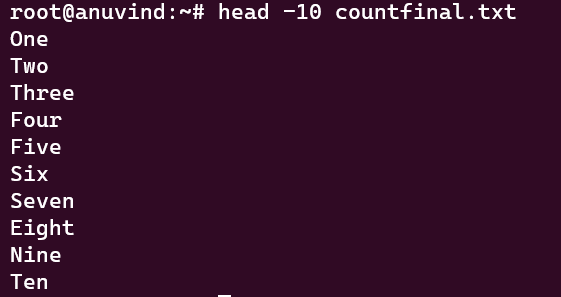 root@anuvind:~# head -10 countfinal.txt
One
Two
Three
Four
Five
Six
Seven
Eight
Nine
Ten